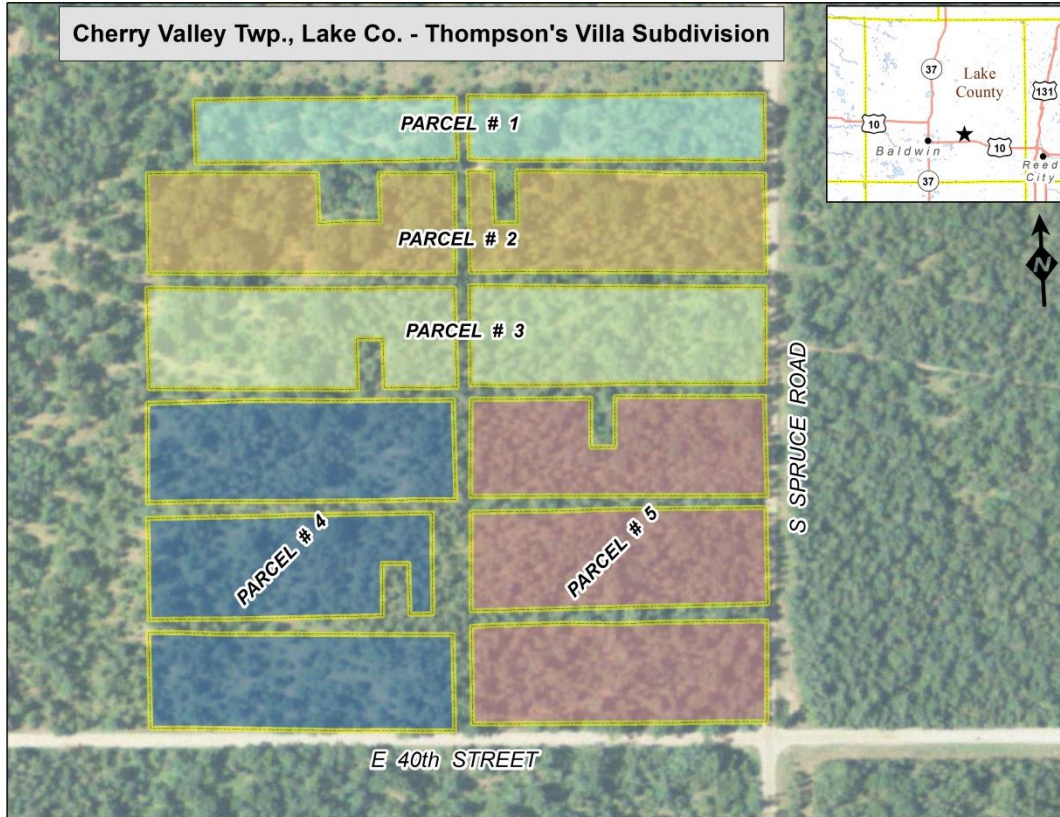 Cherry Valley Twp., Lake Co. - Thompson's Villa Subdivision
37
Lake
County
131
10
Baldwin
10
Reed
City
37
N
PARCEL # 1
PARCEL # 2
PARCEL # 3
PARCEL # 4
PARCEL # 5
S SPRUCE ROAD
E 40th STREET